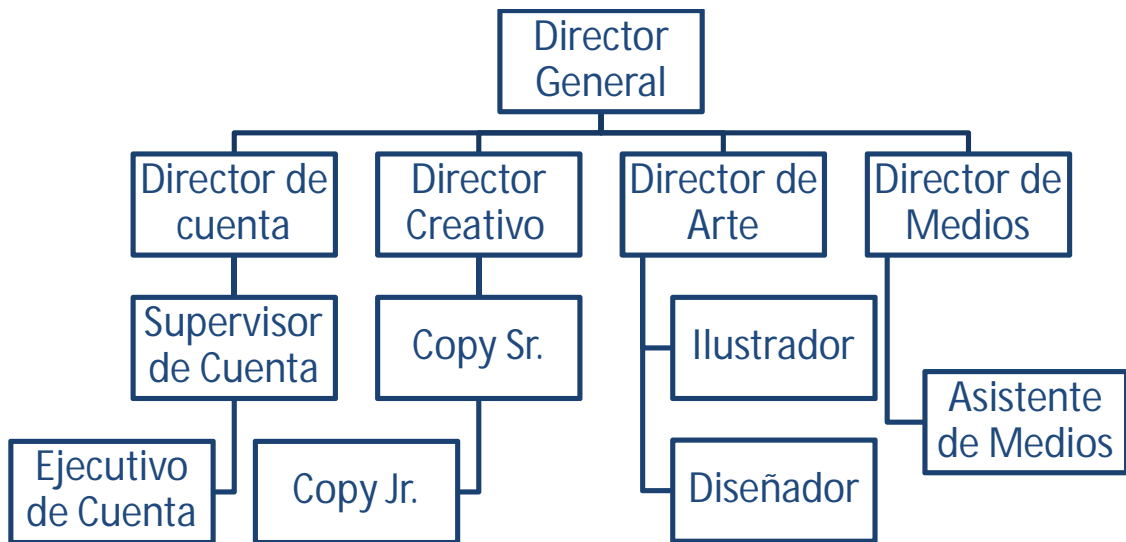 Director
General
Director de
cuenta
Director
Creativo
Director de
Arte
Director de
Medios
Supervisor
de Cuenta
Copy Sr.
Ilustrador
Asistente
de Medios
Ejecutivo
de Cuenta
Copy Jr.
Diseñador